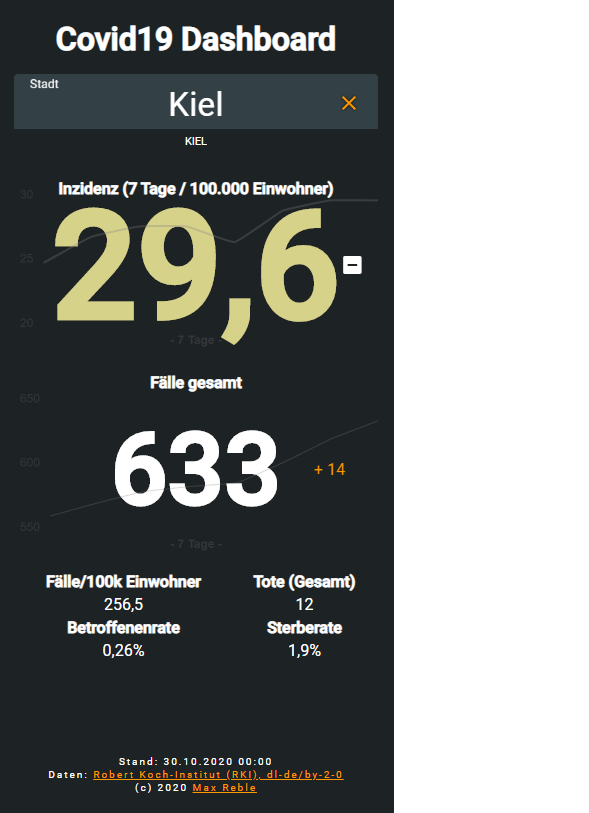 Covid19 Dashboard
Stadt
Kiel
KIEL
Inzidenz (7 Tage / 100.000 Einwohner)
30
25
20
29,6
- 7 Tage -
Fälle gesamt
650
600
550
633
+ 14
- 7 Tage -
Fälle/100k Einwohner
256,5
Tote (Gesamt)
12
Betroffenenrate
0,26%
Sterberate
1,9%
Stand: 30.10.2020 00:00
Daten: Robert Koch-Institut (RKI), dl-de/by-2-0
(c) 2020 Max Reble